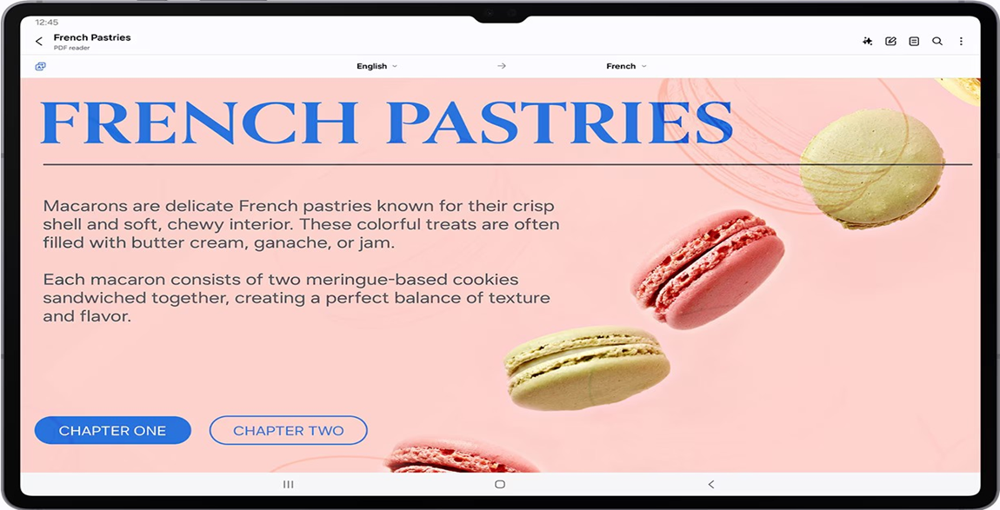 12:45
French Pastries
PDF reader
English
French
FRENCH PASTRIES
Macarons are delicate French pastries known for their crisp
shell and soft, chewy interior. These colorful treats are often
filled with butter cream, ganache, or jam.
Each macaron consists of two meringue-based cookies
sandwiched together, creating a perfect balance of texture
and flavor.
CHAPTER ONE
CHAPTER TWO